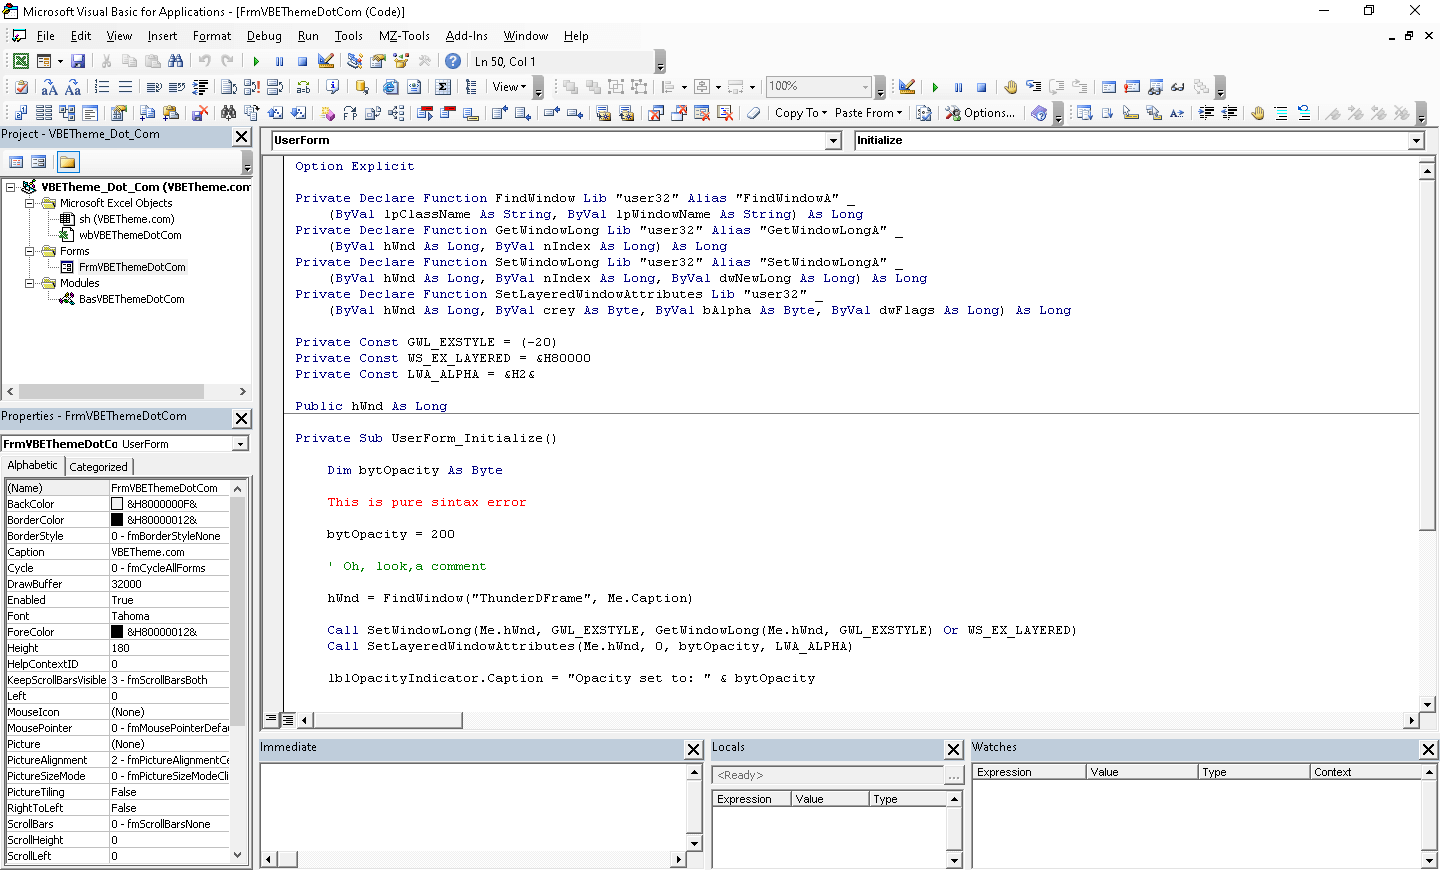 Microsoft Visual Basic for Applications - [FrmVBEThemeDotCom (Code)]
File Edit View Insert Format Debug Run Tools MZ-Tools Add-Ins Window Help
Ln 50, Col 1
View
100%
Copy To Paste From Options...
Project - VBETheme_Dot_Com
VBETheme_Dot_Com (VBETheme.com
Microsoft Excel Objects
sh (VBETheme.com)
wbVBEThemeDotCom
Forms
FrmVBEThemeDotCom
Modules
BasVBEThemeDotCom
Properties - FrmVBEThemeDotCom
FrmVBEThemeDotCo UserForm
Alphabetic Categorized
(Name) FrmVBEThemeDotCom
BackColor &H8000000F&
BorderColor &H80000012&
BorderStyle 0 - fmBorderStyleNone
Caption VBETheme.com
Cycle 0 - fmCycleAllForms
DrawBuffer 32000
Enabled True
Font Tahoma
ForeColor &H80000012&
Height 180
HelpContextID 0
KeepScrollBarsVisible 3 - fmScrollBarsBoth
Left 0
MouseIcon (None)
MousePointer 0 - fmMousePointerDefau
Picture (None)
PictureAlignment 2 - fmPictureAlignmentCe
PictureSizeMode 0 - fmPictureSizeModeCli
PictureTiling False
RightToLeft False
ScrollBars 0 - fmScrollBarsNone
ScrollHeight 0
ScrollLeft 0
UserForm Initialize
Option Explicit
Private Declare Function FindWindow Lib "user32" Alias "FindWindowA" _
(ByVal lpClassName As String, ByVal lpWindowName As String) As Long
Private Declare Function GetWindowLong Lib "user32" Alias "GetWindowLongA" _
(ByVal hWnd As Long, ByVal nIndex As Long) As Long
Private Declare Function SetWindowLong Lib "user32" Alias "SetWindowLongA" _
(ByVal hWnd As Long, ByVal nIndex As Long, ByVal dwNewLong As Long) As Long
Private Declare Function SetLayeredWindowAttributes Lib "user32" _
(ByVal hWnd As Long, ByVal crey As Byte, ByVal bAlpha As Byte, ByVal dwFlags As Long) As Long
Private Const GWL_EXSTYLE = (-20)
Private Const WS_EX_LAYERED = &H80000
Private Const LWA_ALPHA = &H2&
Public hWnd As Long
Private Sub UserForm_Initialize()
Dim bytOpacity As Byte
This is pure sintax error
bytOpacity = 200
' Oh, look,a comment
hWnd = FindWindow("ThunderDFrame", Me.Caption)
Call SetWindowLong(Me.hWnd, GWL_EXSTYLE, GetWindowLong(Me.hWnd, GWL_EXSTYLE) Or WS_EX_LAYERED)
Call SetLayeredWindowAttributes(Me.hWnd, 0, bytOpacity, LWA_ALPHA)
lblOpacityIndicator.Caption = "Opacity set to: " & bytOpacity
Immediate
Locals
<Ready>
...
Expression Value Type
Watches
Expression Value Type Context